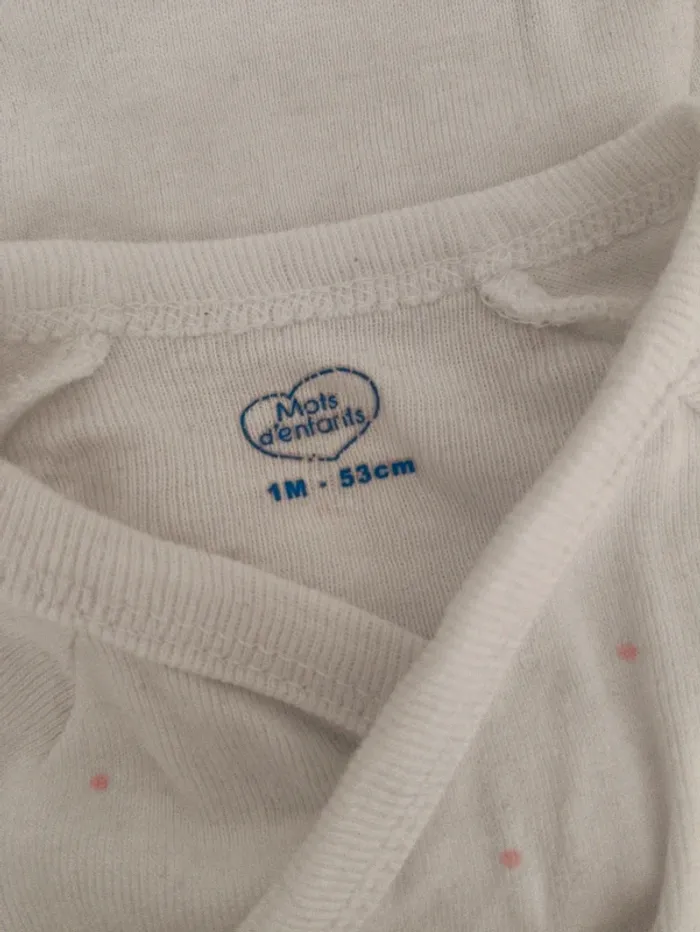 Mots
d'enfants
1M - 53cm